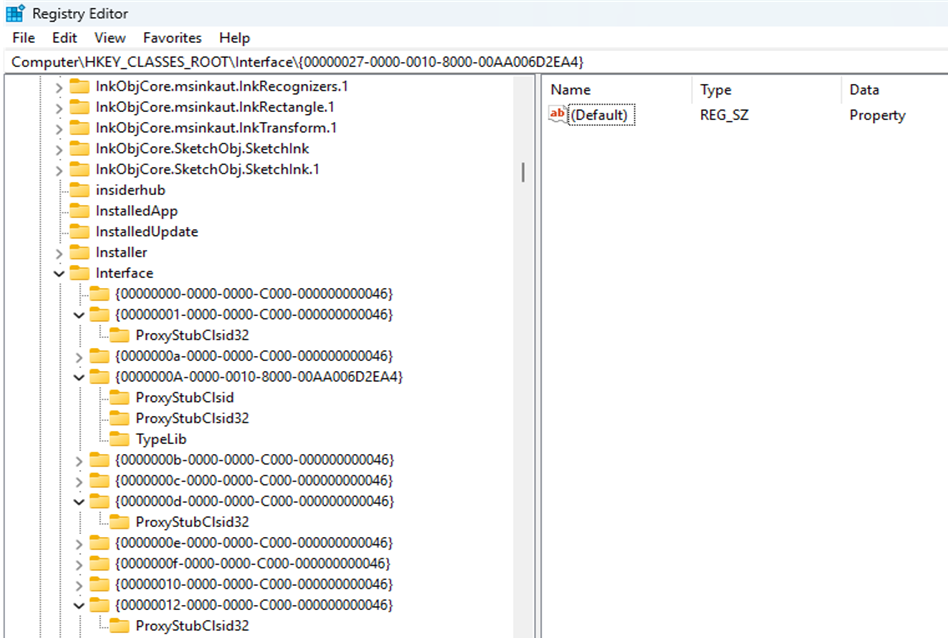 Registry Editor
File Edit View Favorites Help
Computer\HKEY_CLASSES_ROOT\Interface\{00000027-0000-0010-8000-00AA006D2EA4}
InkObjCore.msinkaut.InkRecognizers.1
InkObjCore.msinkaut.InkRectangle.1
InkObjCore.msinkaut.InkTransform.1
InkObjCore.SketchObj.SketchInk
InkObjCore.SketchObj.SketchInk.1
insiderhub
InstalledApp
InstalledUpdate
Installer
Interface
{00000000-0000-0000-C000-000000000046}
{00000001-0000-0000-C000-000000000046}
ProxyStubClsid32
{0000000a-0000-0000-C000-000000000046}
{0000000A-0000-0010-8000-00AA006D2EA4}
ProxyStubClsid
ProxyStubClsid32
TypeLib
{0000000b-0000-0000-C000-000000000046}
{0000000c-0000-0000-C000-000000000046}
{0000000d-0000-0000-C000-000000000046}
ProxyStubClsid32
{0000000e-0000-0000-C000-000000000046}
{0000000f-0000-0000-C000-000000000046}
{00000010-0000-0000-C000-000000000046}
{00000012-0000-0000-C000-000000000046}
ProxyStubClsid32
Name Type Data
ab (Default) REG_SZ Property